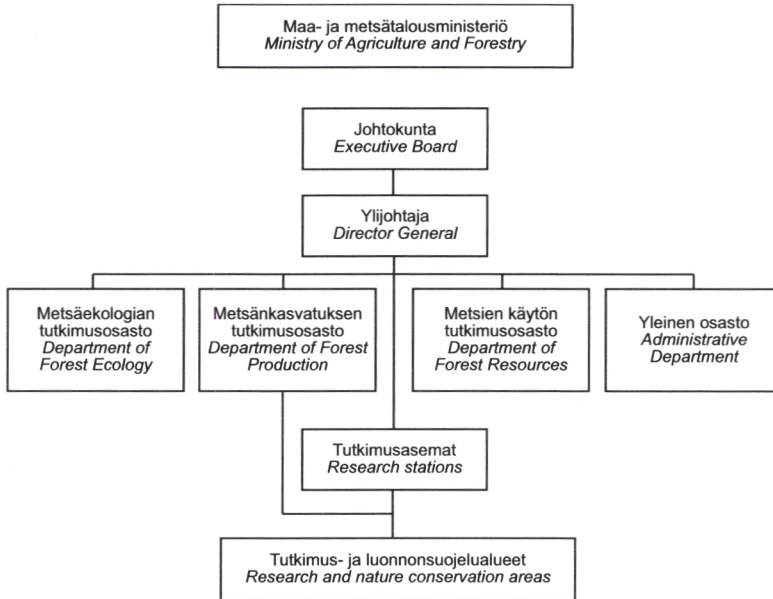 Maa- ja metsätalousministeriö
Ministry of Agriculture and Forestry
Johtokunta
Executive Board
Ylijohtaja
Director General
Metsäekologian
tutkimusosasto
Department of
Forest Ecology
Metsänkasvatuksen
tutkimusosasto
Department of Forest
Production
Metsien käytön
tutkimusosasto
Department of
Forest Resources
Yleinen osasto
Administrative
Department
Tutkimusasemat
Research stations
Tutkimus- ja luonnonsuojelualueet
Research and nature conservation areas